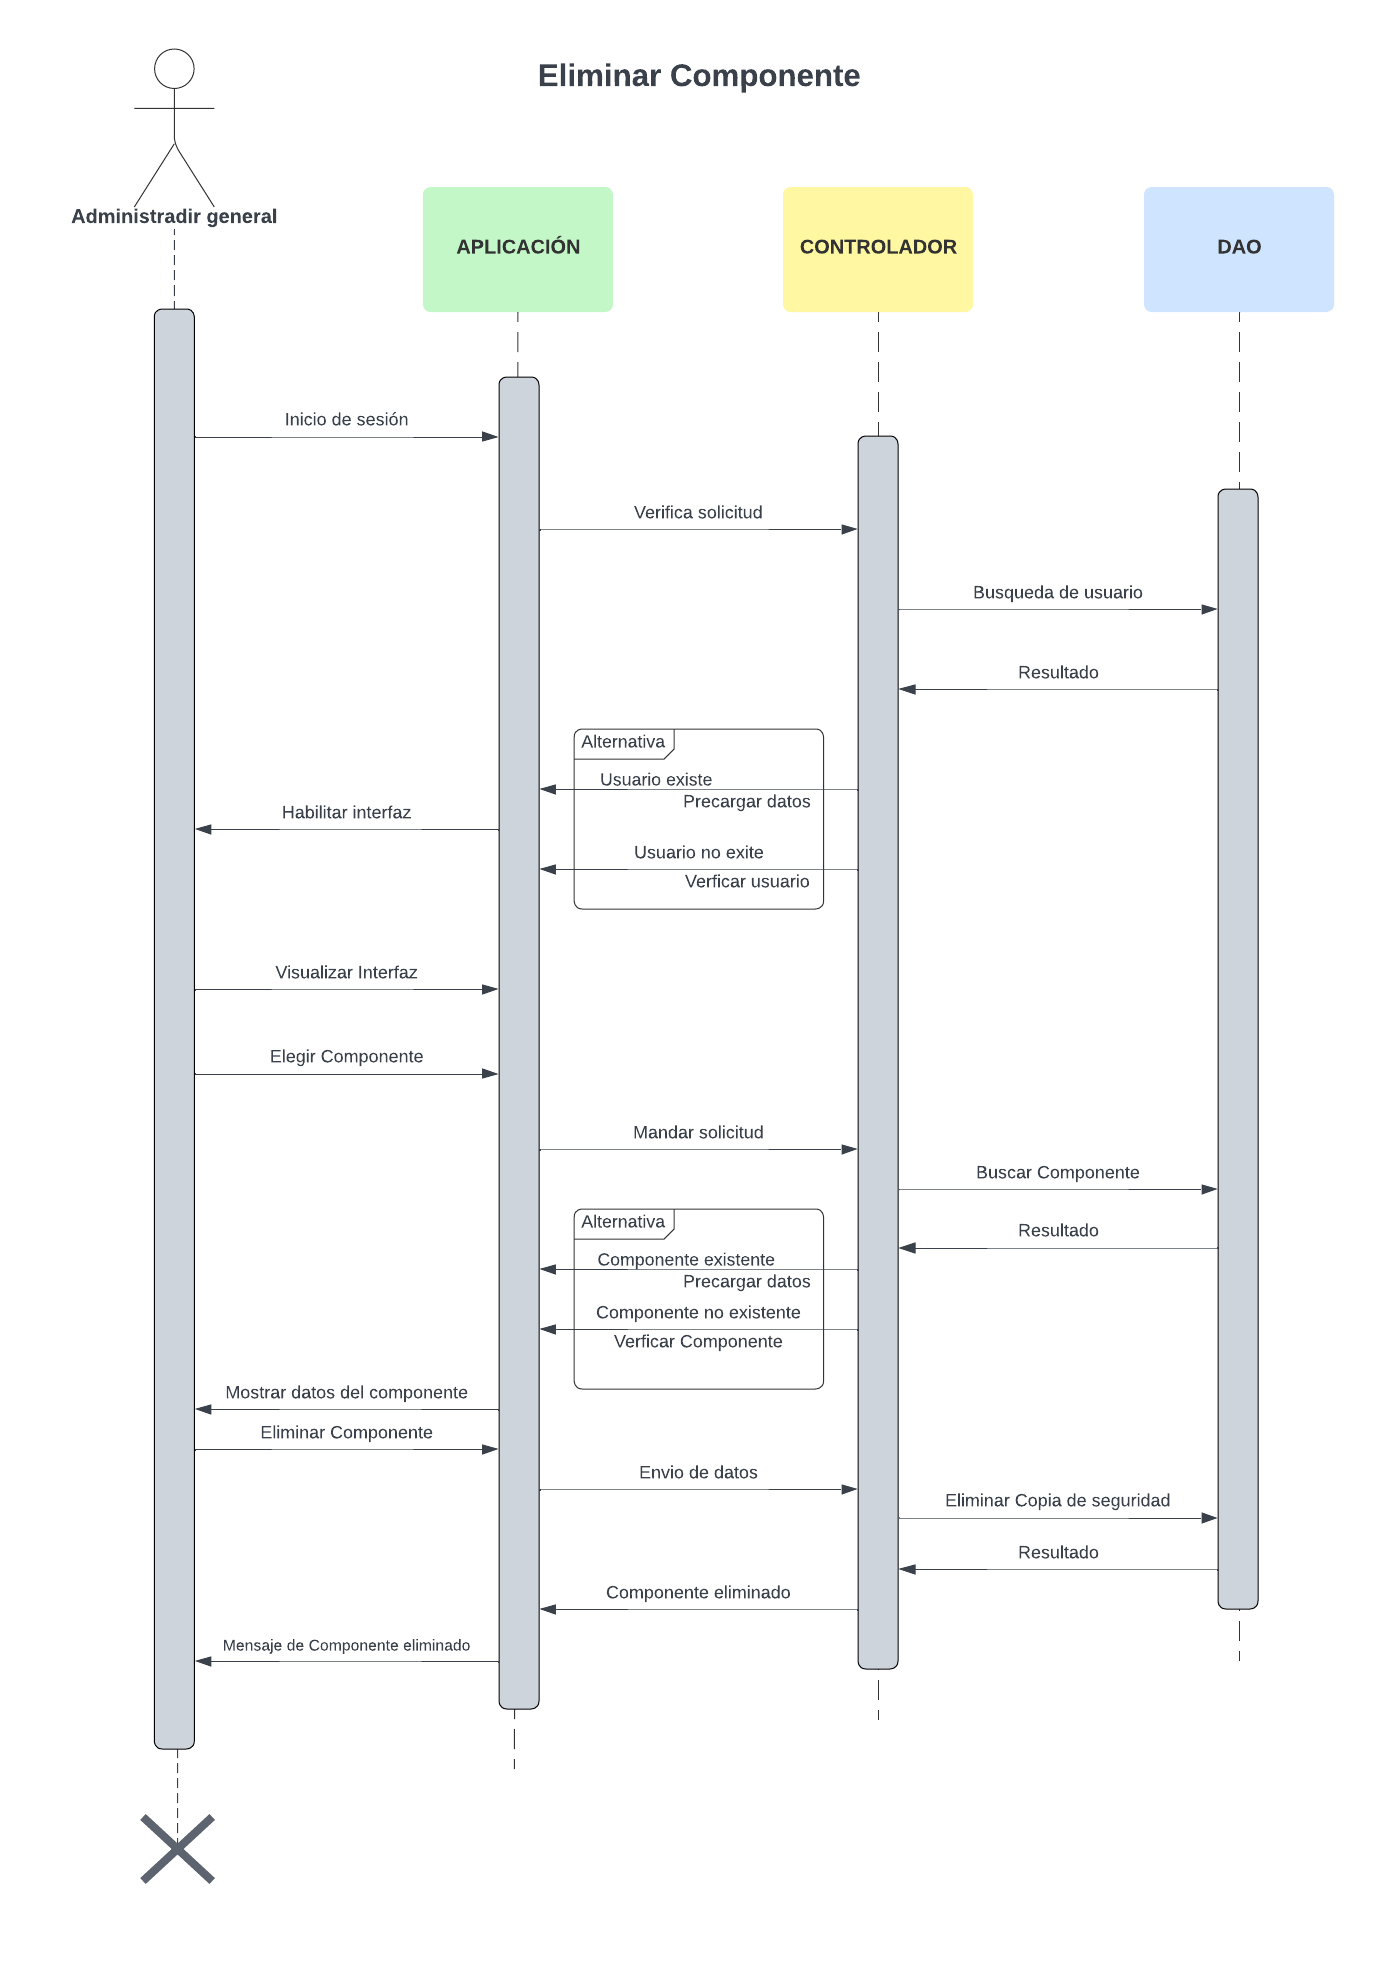 Eliminar Componente
Administradir general
APLICACIÓN
CONTROLADOR
DAO
Inicio de sesión
Verifica solicitud
Busqueda de usuario
Resultado
Alternativa
Usuario existe
Precargar datos
Habilitar interfaz
Usuario no exite
Verficar usuario
Visualizar Interfaz
Elegir Componente
Mandar solicitud
Buscar Componente
Alternativa
Resultado
Componente existente
Precargar datos
Componente no existente
Verficar Componente
Mostrar datos del componente
Eliminar Componente
Envio de datos
Eliminar Copia de seguridad
Resultado
Componente eliminado
Mensaje de Componente eliminado